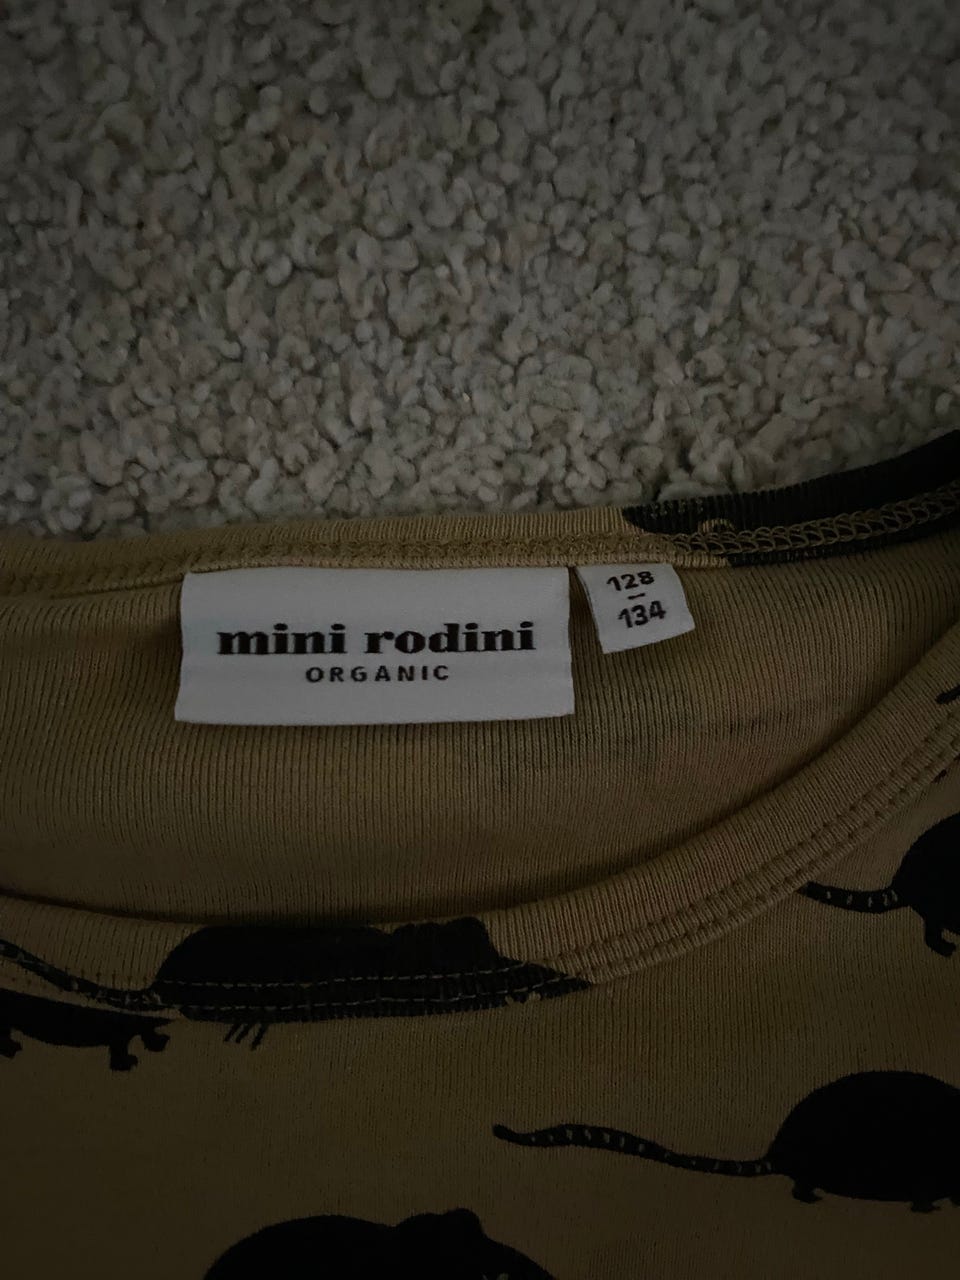 mini rodini
ORGANIC
128
–
134